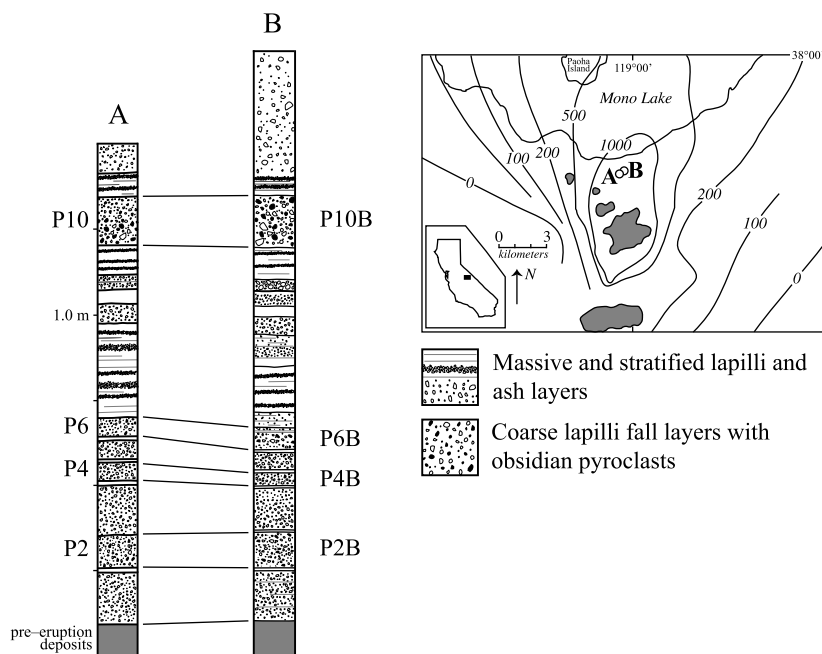 A
B
P10
P10B
1.0 m
P6
P6B
P4
P4B
P2
P2B
pre–eruption
deposits
38°00'
119°00'
Paoha
Island
Mono Lake
500
1000
200
100
0
A
B
200
100
0
0
3
kilometers
N
Massive and stratified lapilli and
ash layers
Coarse lapilli fall layers with
obsidian pyroclasts